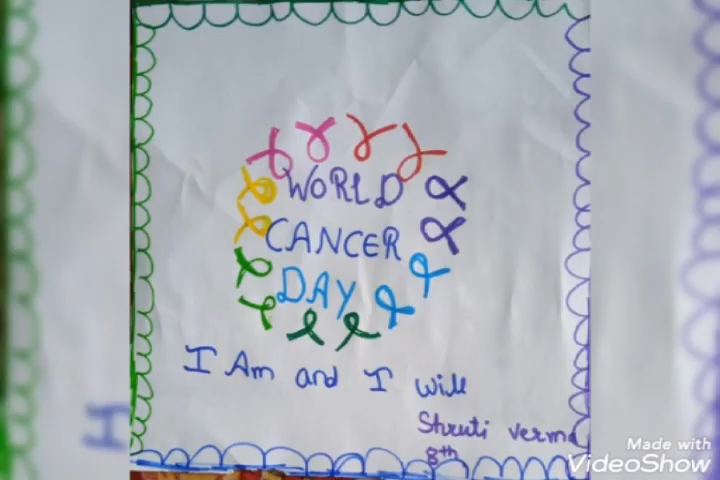 WORLD
CANCER
DAY
I Am and I will
Shruti Verma
8th
Made with
VideoShow